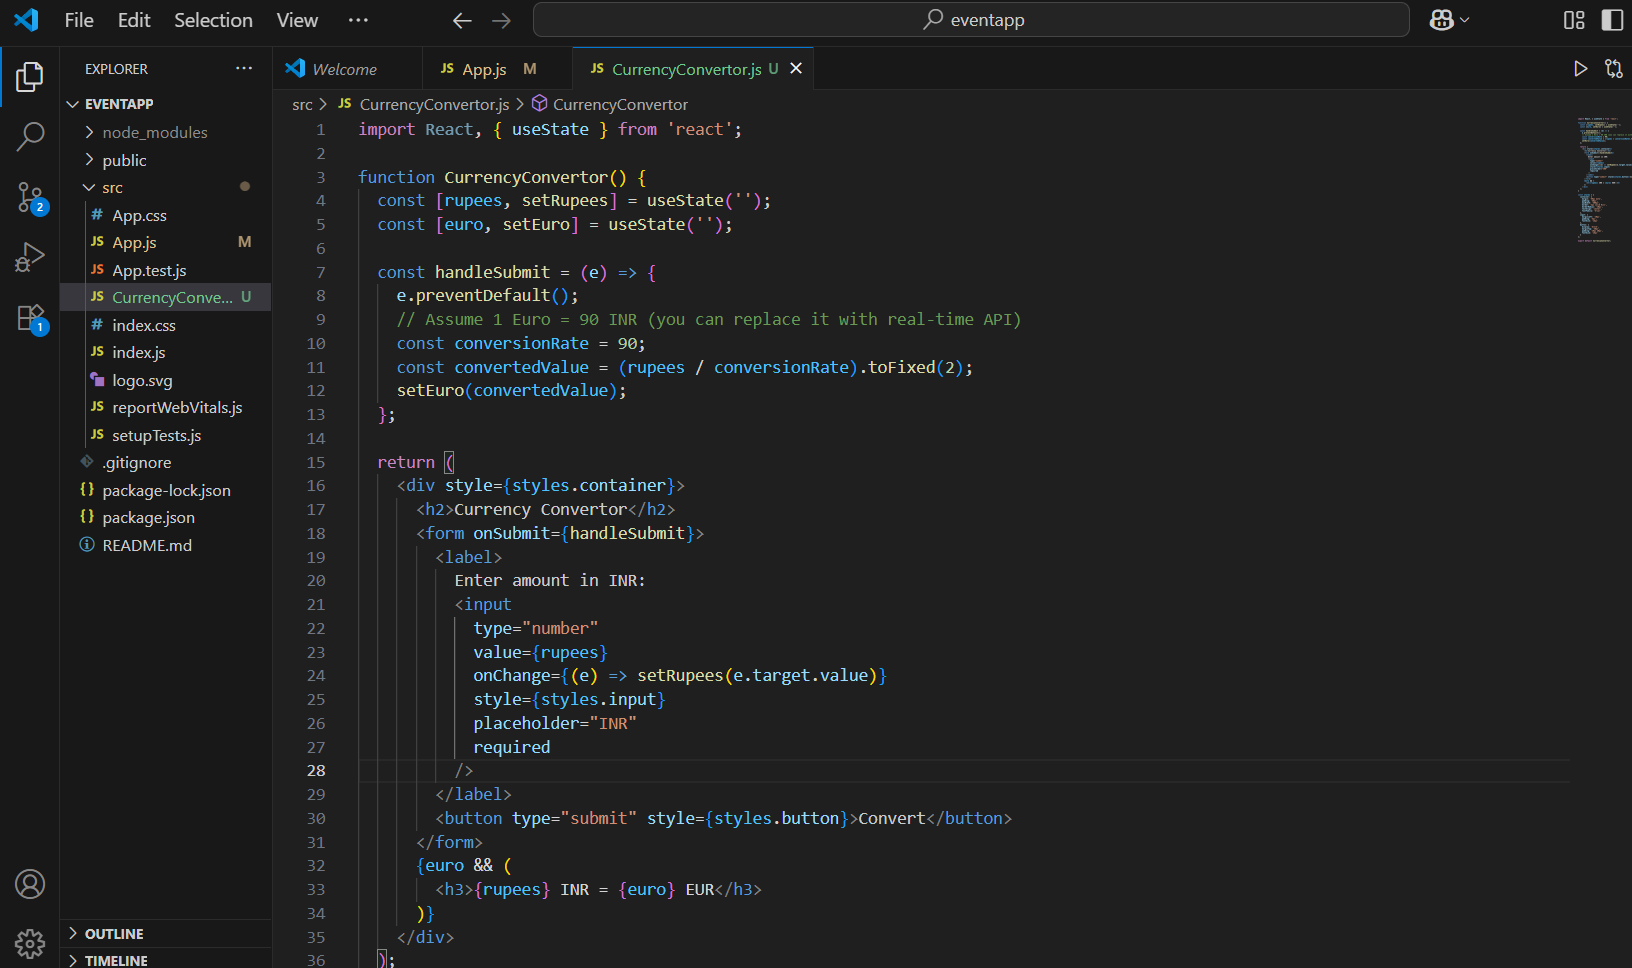 File Edit Selection View ··· eventapp
EXPLORER ···
EVENTAPP
node_modules
public
src
# App.css
JS App.js M
JS App.test.js
JS CurrencyConve... U
# index.css
JS index.js
logo.svg
JS reportWebVitals.js
JS setupTests.js
.gitignore
{} package-lock.json
{} package.json
README.md
OUTLINE
TIMELINE
2
1
Welcome JS App.js M JS CurrencyConvertor.js U
src > JS CurrencyConvertor.js > CurrencyConvertor
1 import React, { useState } from 'react';
2
3 function CurrencyConvertor() {
4 const [rupees, setRupees] = useState('');
5 const [euro, setEuro] = useState('');
6
7 const handleSubmit = (e) => {
8 e.preventDefault();
9 // Assume 1 Euro = 90 INR (you can replace it with real-time API)
10 const conversionRate = 90;
11 const convertedValue = (rupees / conversionRate).toFixed(2);
12 setEuro(convertedValue);
13 };
14
15 return (
16 <div style={styles.container}>
17 <h2>Currency Convertor</h2>
18 <form onSubmit={handleSubmit}>
19 <label>
20 Enter amount in INR:
21 <input
22 type="number"
23 value={rupees}
24 onChange={(e) => setRupees(e.target.value)}
25 style={styles.input}
26 placeholder="INR"
27 required
28 />
29 </label>
30 <button type="submit" style={styles.button}>Convert</button>
31 </form>
32 {euro && (
33 <h3>{rupees} INR = {euro} EUR</h3>
34 )}
35 </div>
36 );